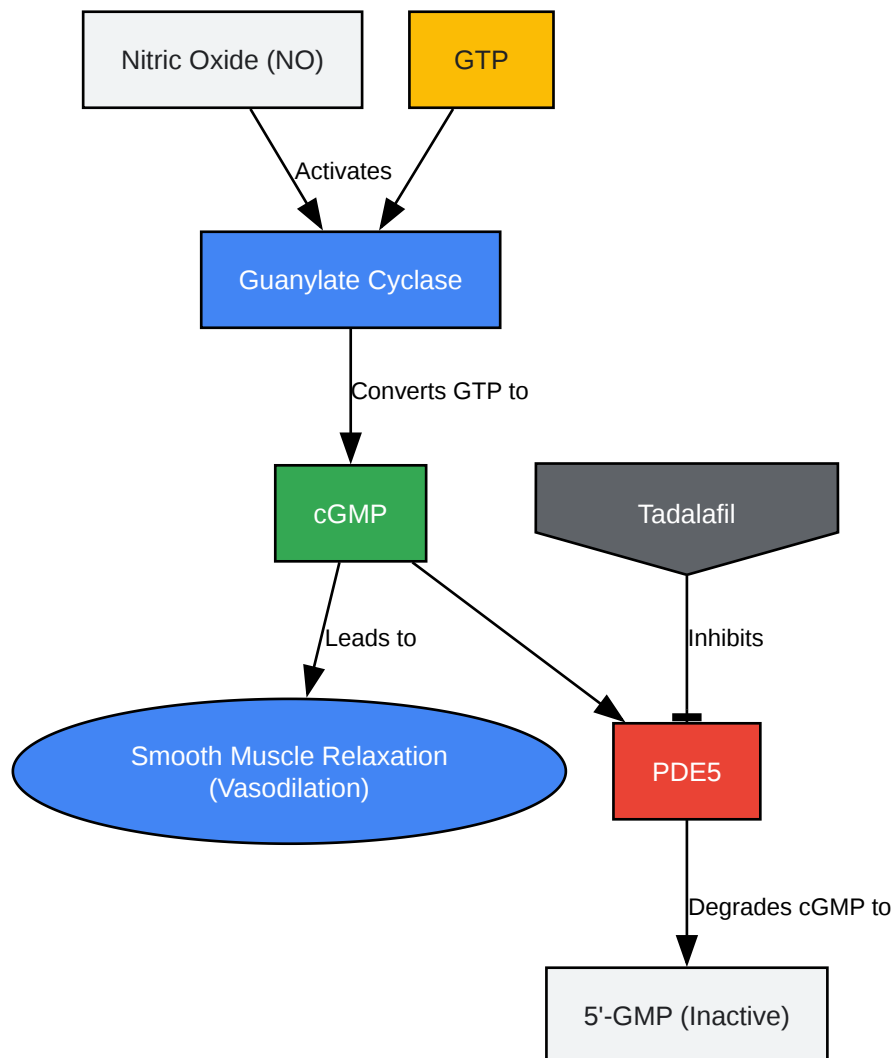 Nitric Oxide (NO)
GTP
Activates
Guanylate Cyclase
Converts GTP to
cGMP
Tadalafil
Leads to
Inhibits
Smooth Muscle Relaxation
(Vasodilation)
PDE5
Degrades cGMP to
5'-GMP (Inactive)